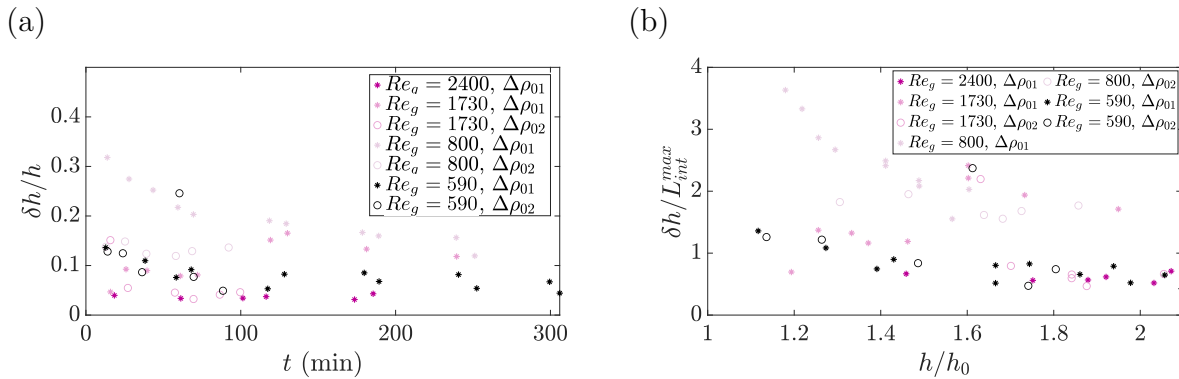 (a)
(b)
0.4
0.3
0.2
0.1
0
0
100
200
300
δh/h
t (min)
Re_a = 2400, Δρ01
Re_g = 1730, Δρ01
Re_g = 1730, Δρ02
Re_g = 800, Δρ01
Re_a = 800, Δρ02
Re_g = 590, Δρ01
Re_g = 590, Δρ02
4
3
2
1
0
1
1.2
1.4
1.6
1.8
2
δh/L_int^max
h/h_0
Re_g = 2400, Δρ01
Re_g = 1730, Δρ01
Re_g = 1730, Δρ02
Re_g = 800, Δρ01
Re_g = 800, Δρ02
Re_g = 590, Δρ01
Re_g = 590, Δρ02